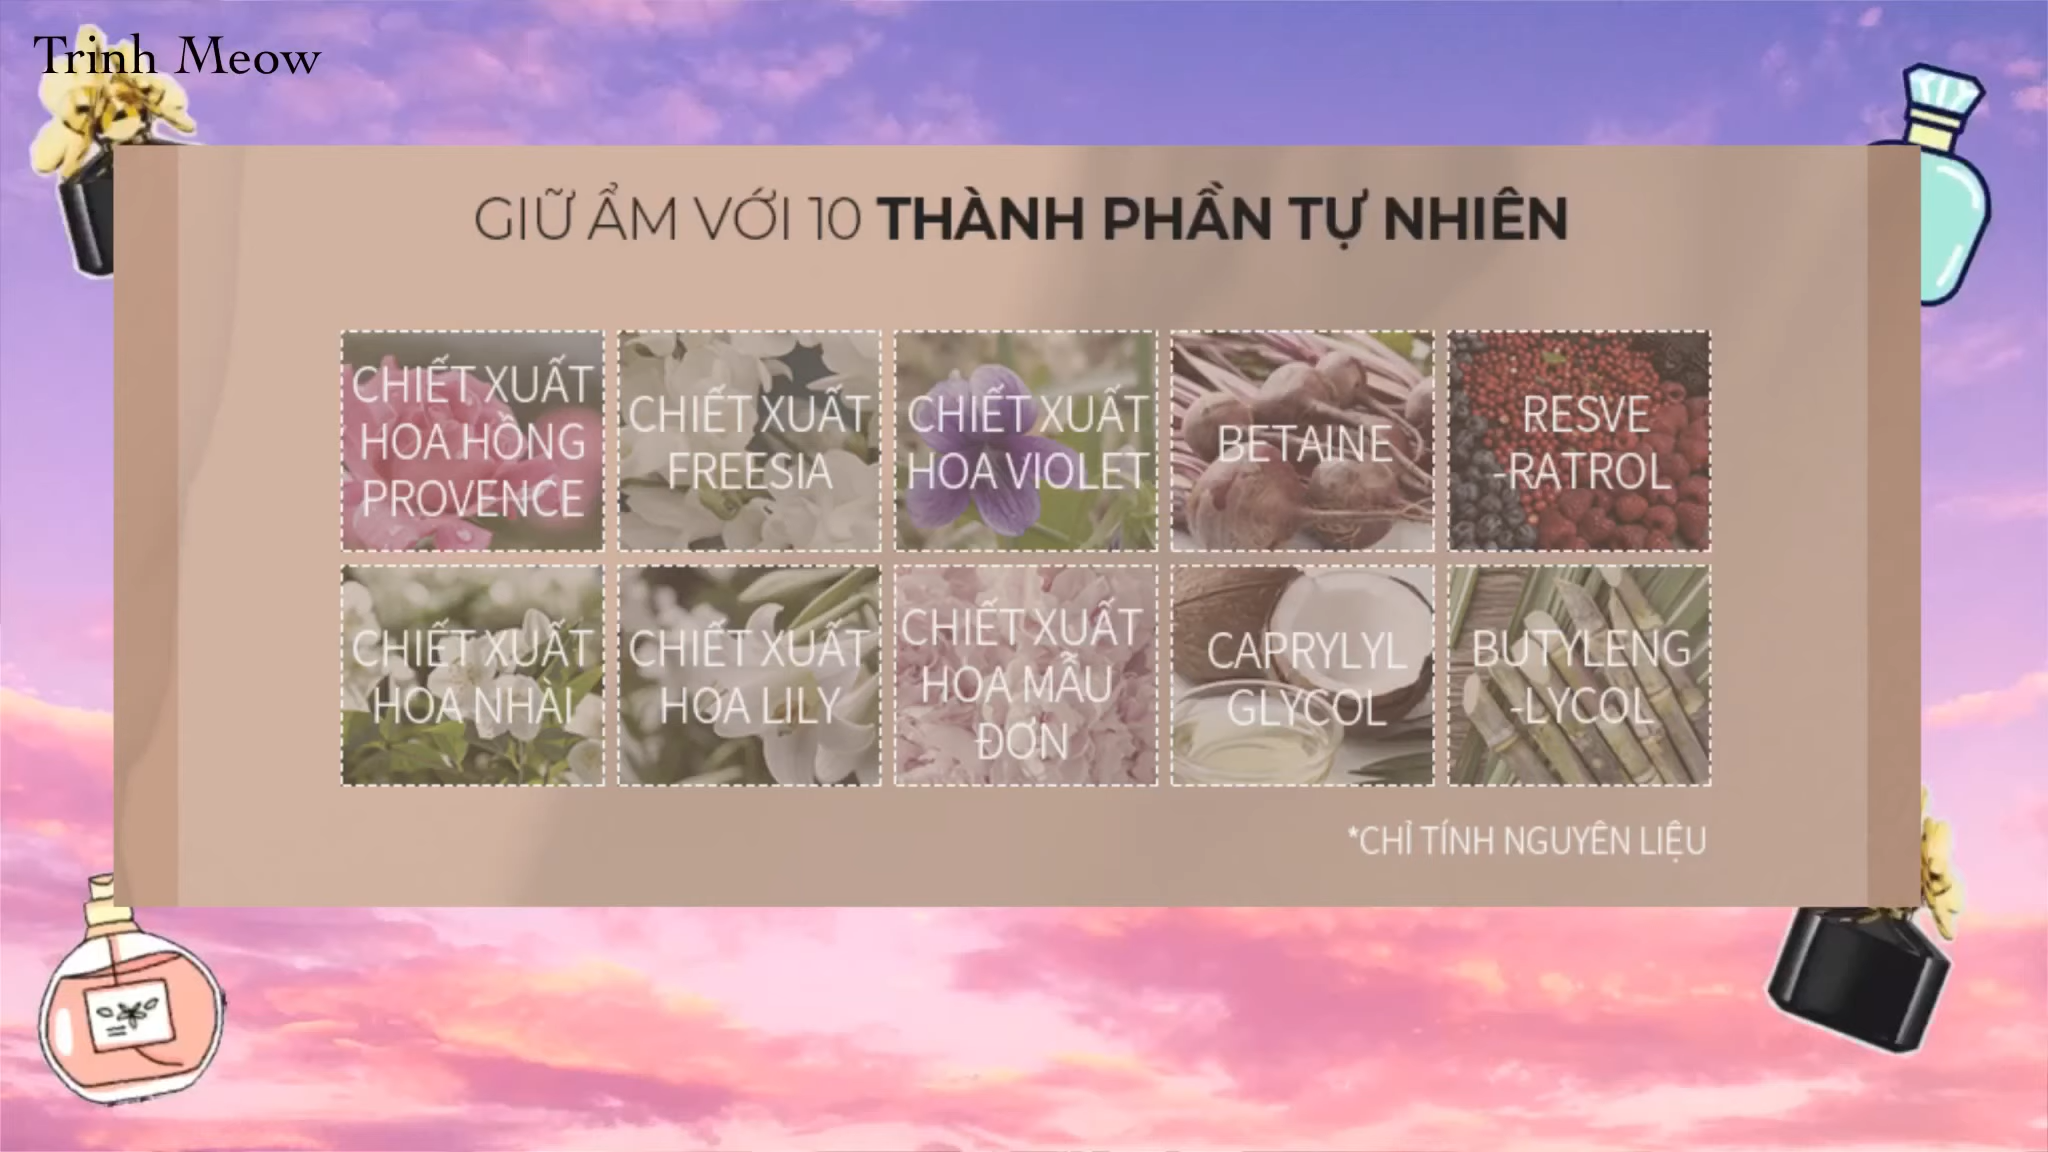 Trinh Meow
GIỮ ẨM VỚI 10 THÀNH PHẦN TỰ NHIÊN
CHIẾT XUẤT
HOA HỒNG
PROVENCE
CHIẾT XUẤT
FREESIA
CHIẾT XUẤT
HOA VIOLET
BETAINE
RESVE
-RATROL
CHIẾT XUẤT
HOA NHÀI
CHIẾT XUẤT
HOA LILY
CHIẾT XUẤT
HOA MẪU
ĐƠN
CAPRYLYL
GLYCOL
BUTYLENG
-LYCOL
*CHỈ TÍNH NGUYÊN LIỆU